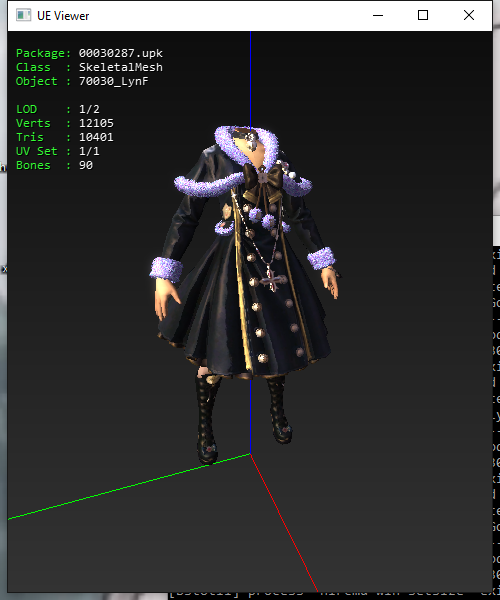 UE Viewer
Package: 00030287.upk
Class : SkeletalMesh
Object : 70030_LynF
LOD : 1/2
Verts : 12105
Tris : 10401
UV Set : 1/1
Bones : 90